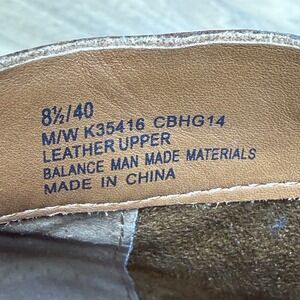 8½/40
M/W K35416 CBHG14
LEATHER UPPER
BALANCE MAN MADE MATERIALS
MADE IN CHINA